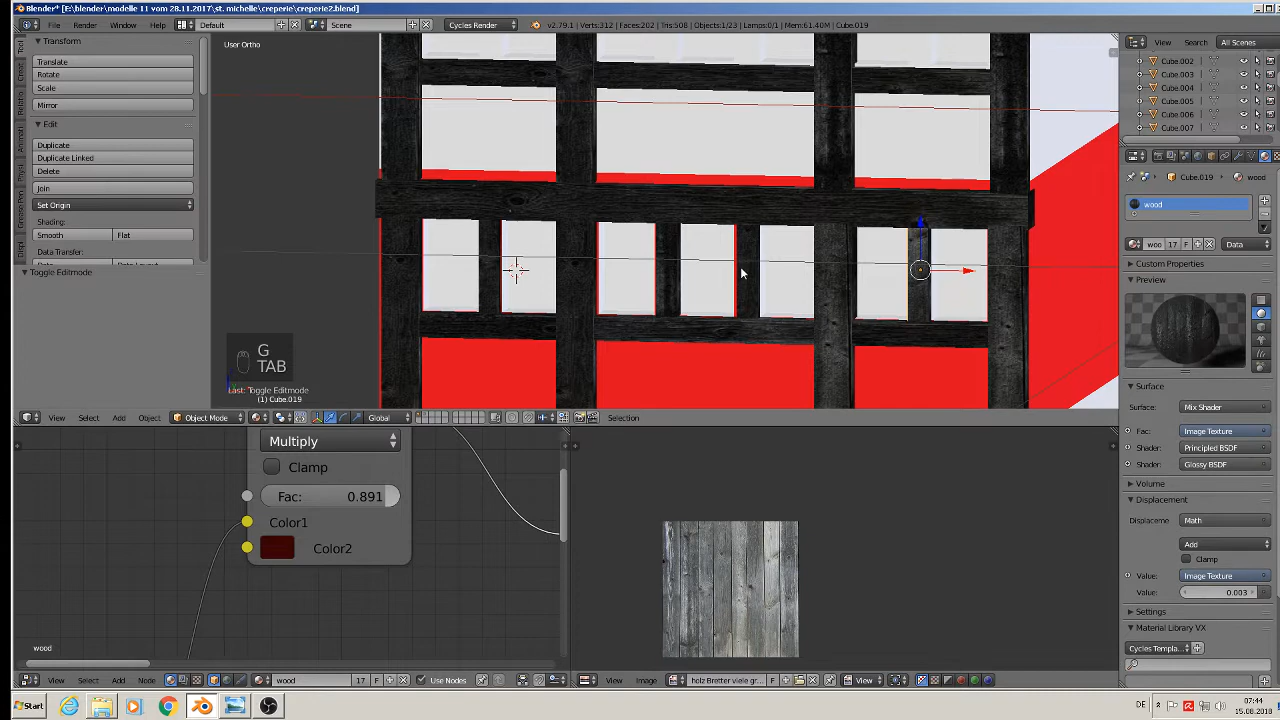 Blender* [E:\blender\modelle 11 vom 28.11.2017\st. michelle\creperie\creperie2.blend]
File Render Window Help Default Scene Cycles Render v2.79.1 | Verts:312 | Faces:202 | Tris:508 | Objects:1/23 | Lamps:0/1 | Mem:61.40M | Cube.019
View Search All Scenes
Transform
Translate
Rotate
Scale
Mirror
Edit
Duplicate
Duplicate Linked
Delete
Join
Set Origin
Shading:
Smooth Flat
Data Transfer:
Toggle Editmode
User Ortho
G
TAB
Last: Toggle Editmode
(1) Cube.019
View Select Add Object Object Mode Global Selection
Multiply
Clamp
Fac: 0.891
Color1
Color2
wood
View Select Add Node wood 17 F Use Nodes
View Image holz Bretter viele gr... F View
Cube.002
Cube.003
Cube.004
Cube.005
Cube.006
Cube.007
Cube.019 wood
wood
woo 17 F Data
Custom Properties
Preview
Surface
Surface: Mix Shader
Fac: Image Texture
Shader: Principled BSDF
Shader: Glossy BSDF
Volume
Displacement
Displaceme Math
Add
Clamp
Value: Image Texture
Value: 0.003
Settings
Material Library VX
Cycles Templa...
Start
DE 07:44
15.08.2018